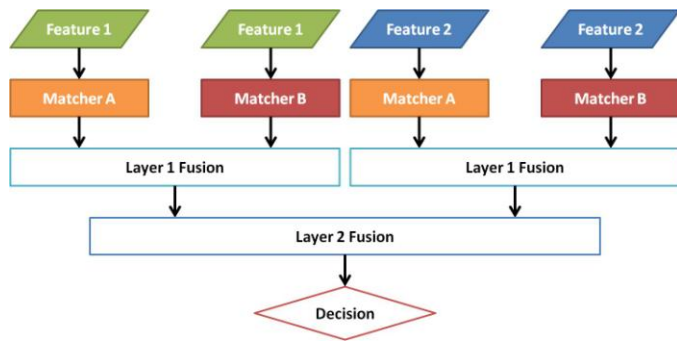 Feature 1
Feature 1
Feature 2
Feature 2
Matcher A
Matcher B
Matcher A
Matcher B
Layer 1 Fusion
Layer 1 Fusion
Layer 2 Fusion
Decision